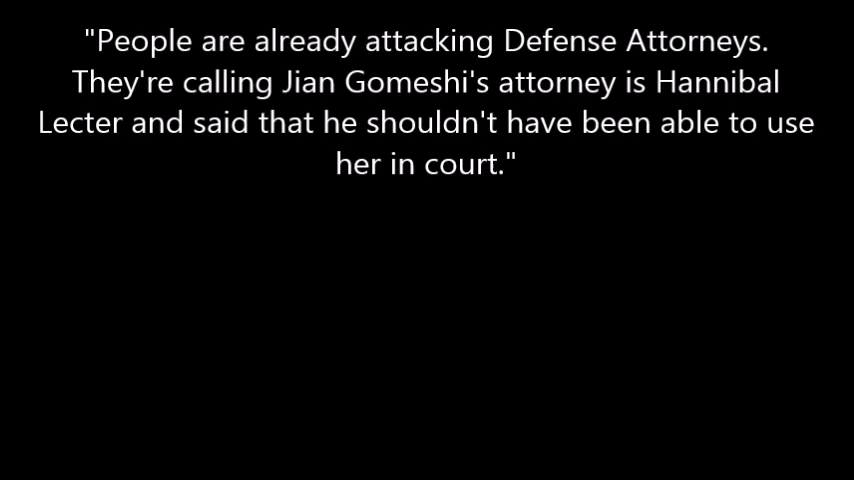 "People are already attacking Defense Attorneys.
They're calling Jian Gomeshi's attorney is Hannibal
Lecter and said that he shouldn't have been able to use
her in court."